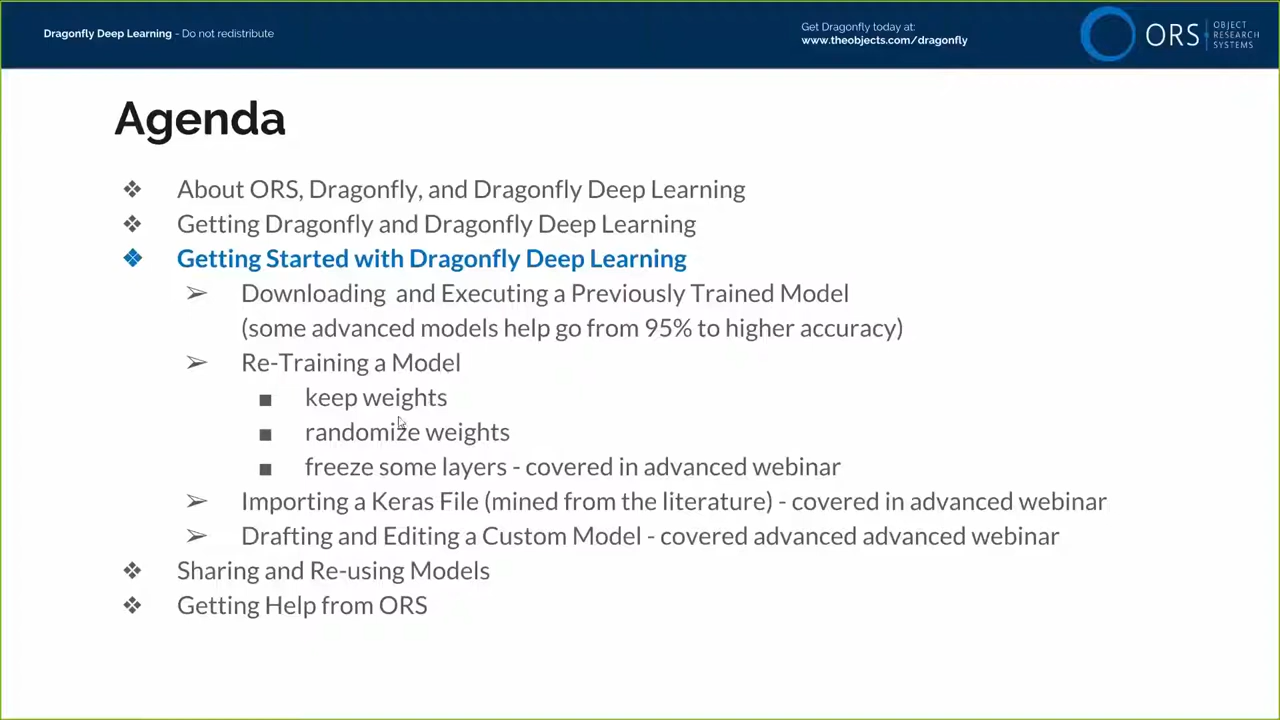 Dragonfly Deep Learning - Do not redistribute
Get Dragonfly today at:
www.theobjects.com/dragonfly
ORS
OBJECT
RESEARCH
SYSTEMS
Agenda
❖ About ORS, Dragonfly, and Dragonfly Deep Learning
❖ Getting Dragonfly and Dragonfly Deep Learning
❖ Getting Started with Dragonfly Deep Learning
➢ Downloading and Executing a Previously Trained Model
(some advanced models help go from 95% to higher accuracy)
➢ Re-Training a Model
■ keep weights
■ randomize weights
■ freeze some layers - covered in advanced webinar
➢ Importing a Keras File (mined from the literature) - covered in advanced webinar
➢ Drafting and Editing a Custom Model - covered advanced advanced webinar
❖ Sharing and Re-using Models
❖ Getting Help from ORS